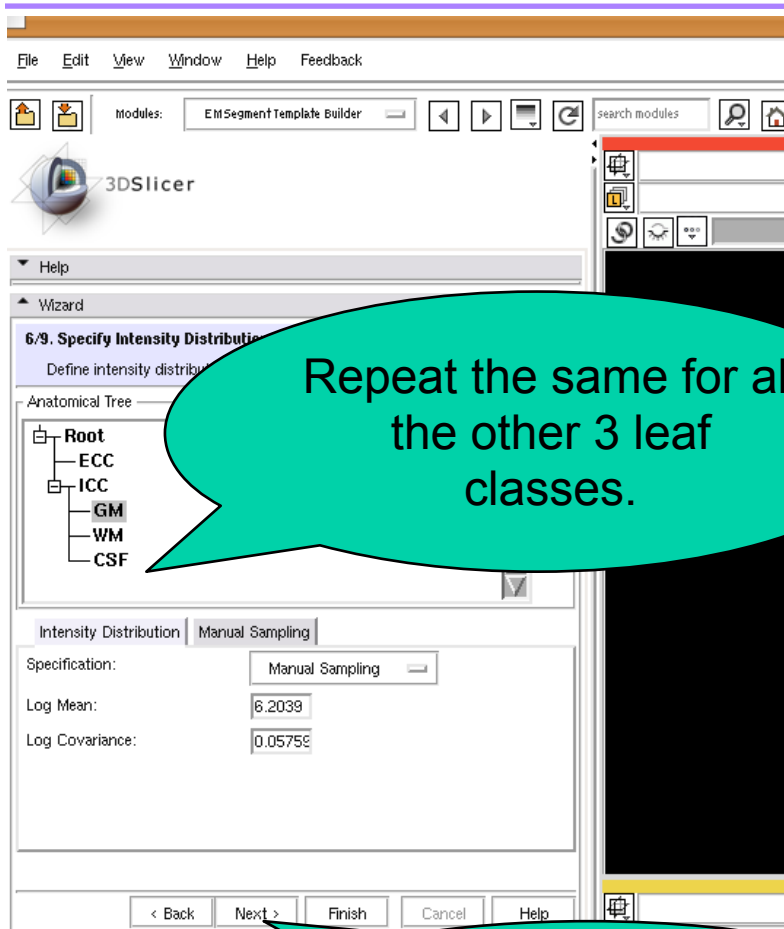 File Edit View Window Help Feedback
Modules: EMSegment Template Builder search modules
3DSlicer
Help
Wizard
6/9. Specify Intensity Distributio
Define intensity distribu
Anatomical Tree
Repeat the same for al
the other 3 leaf
classes.
Root
ECC
ICC
GM
WM
CSF
Intensity Distribution Manual Sampling
Specification: Manual Sampling
Log Mean: 6.2039
Log Covariance: 0.05759
< Back Next > Finish Cancel Help
L